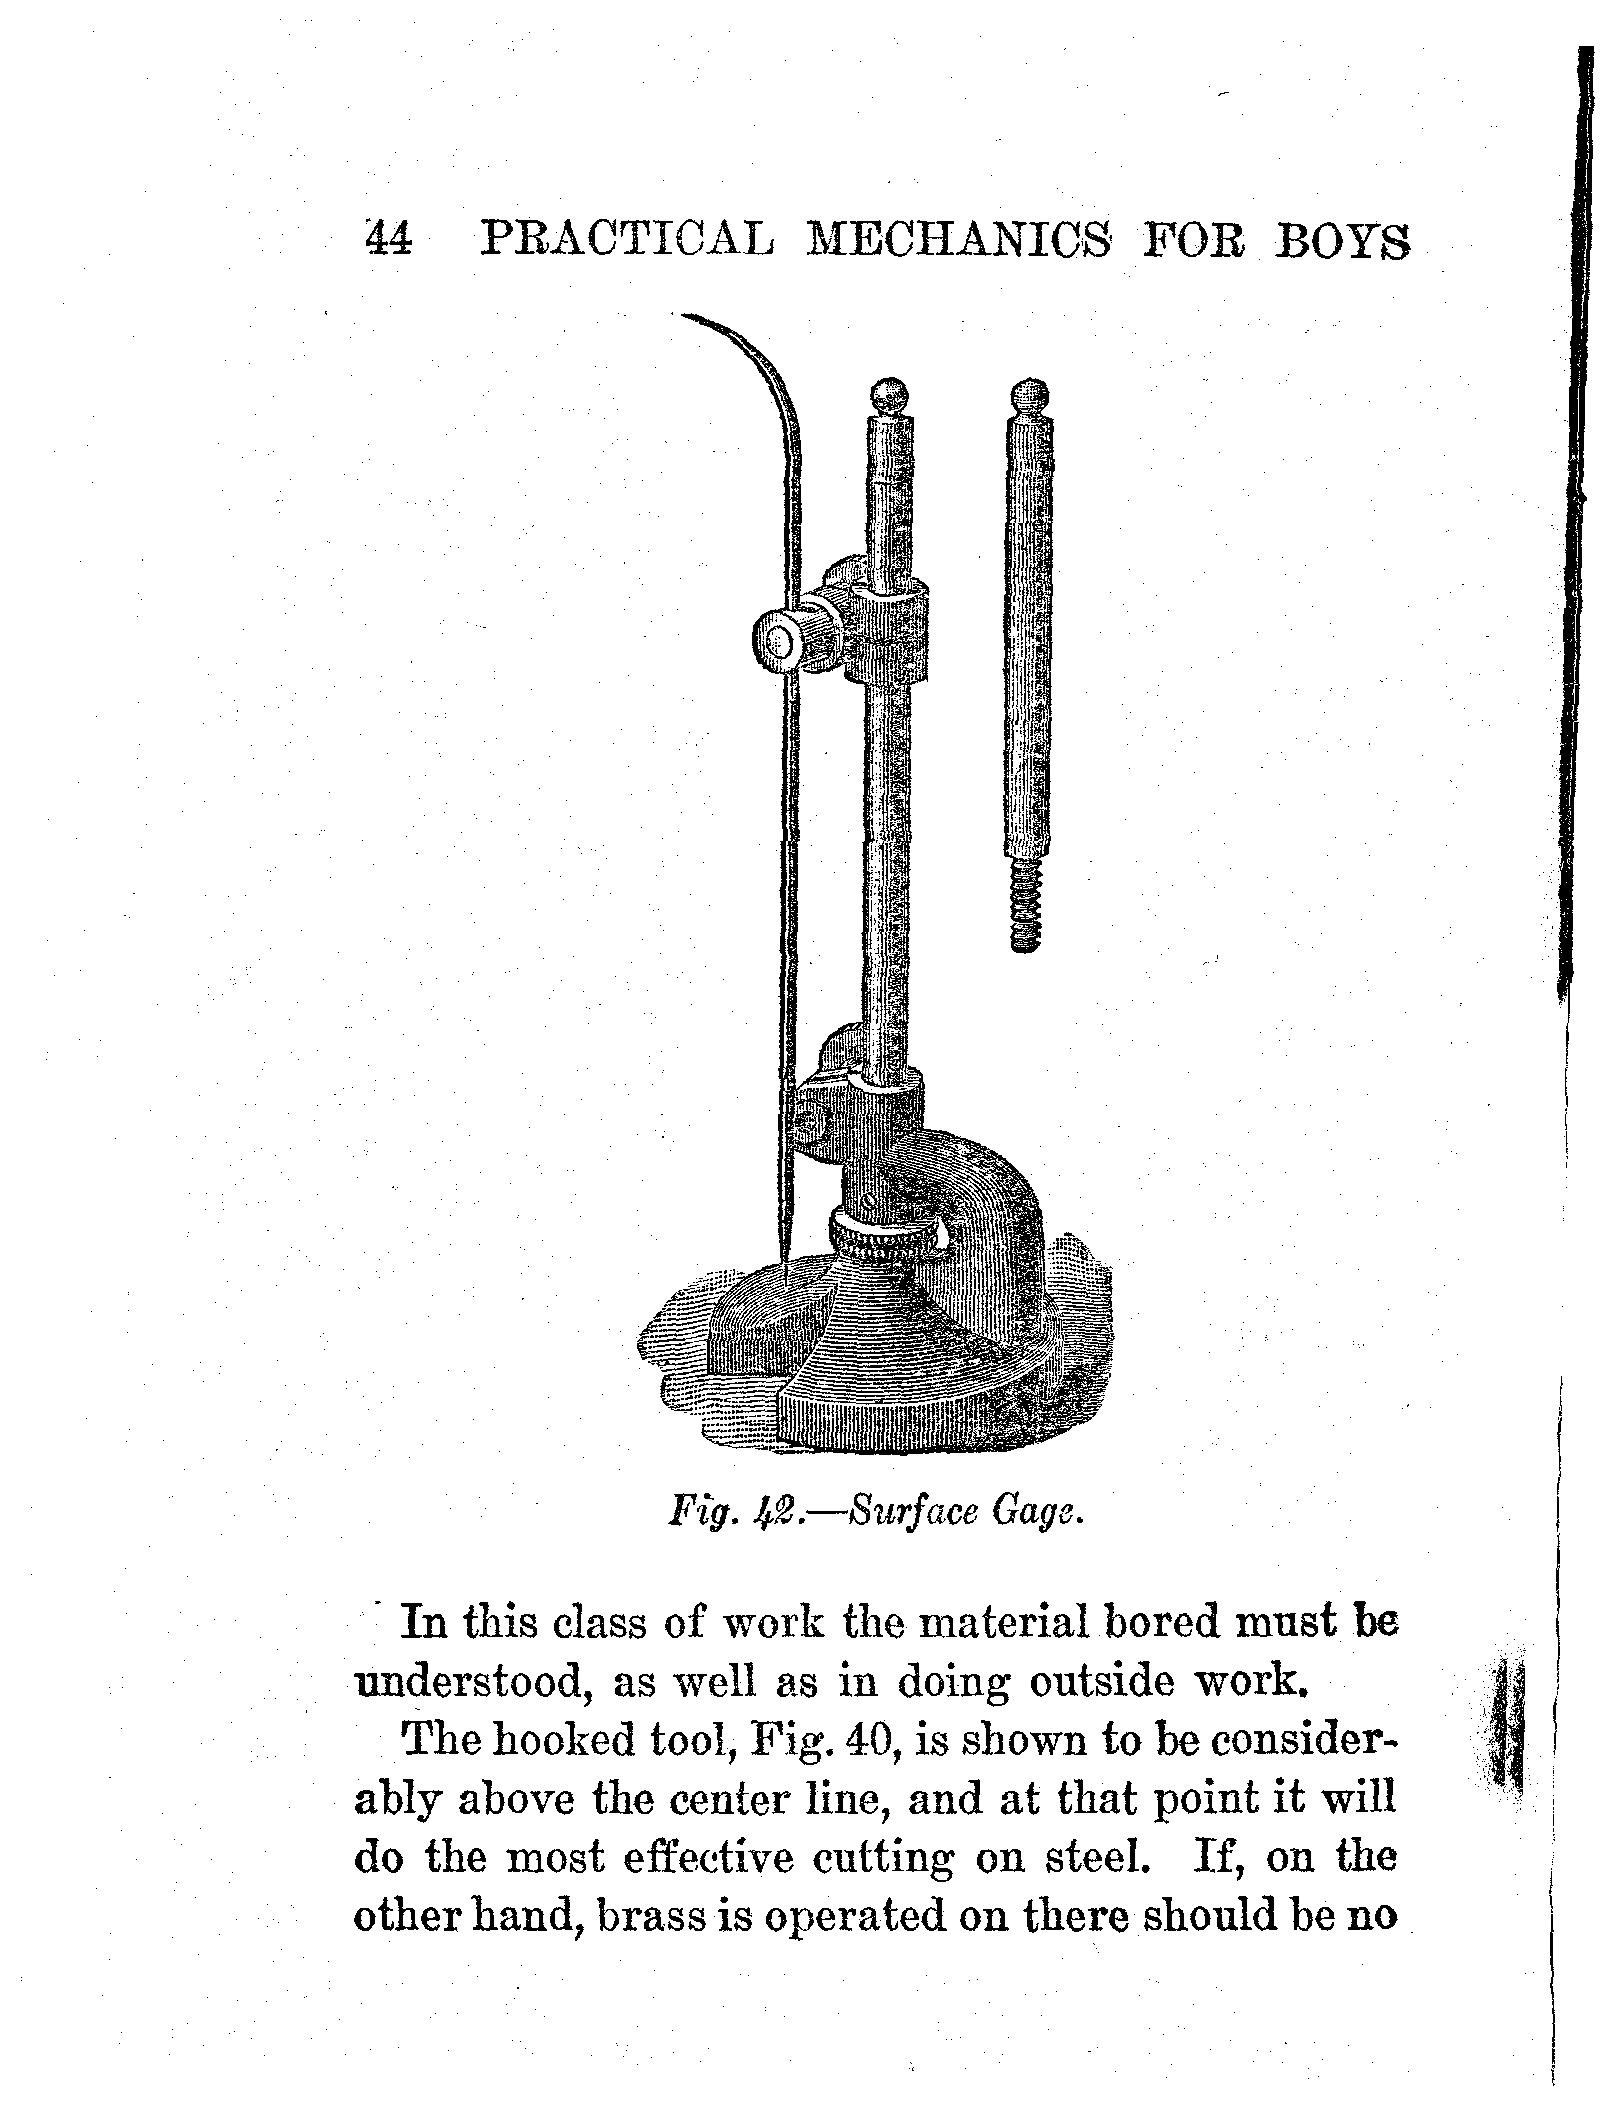 44 PRACTICAL MECHANICS FOR BOYS
Fig. 42.—Surface Gage.
In this class of work the material bored must be
understood, as well as in doing outside work.
The hooked tool, Fig. 40, is shown to be consider-
ably above the center line, and at that point it will
do the most effective cutting on steel. If, on the
other hand, brass is operated on there should be no